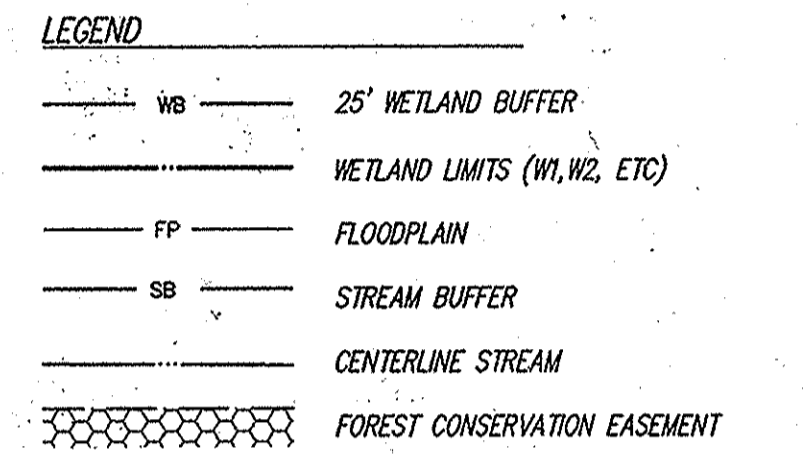 LEGEND
WB 25' WETLAND BUFFER
WETLAND LIMITS (W1, W2, ETC)
FP FLOODPLAIN
SB STREAM BUFFER
CENTERLINE STREAM
FOREST CONSERVATION EASEMENT